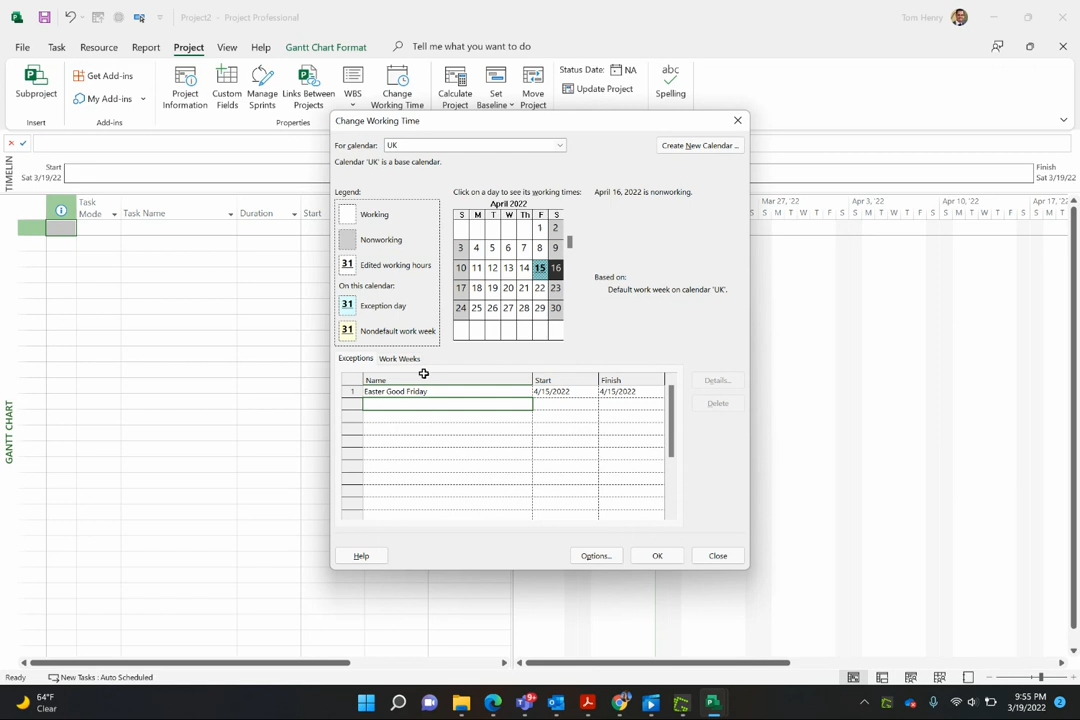 Project2 - Project Professional
Tom Henry
File Task Resource Report Project View Help Gantt Chart Format Tell me what you want to do
Subproject
Insert
Get Add-ins
My Add-ins
Add-ins
Project Information
Custom Fields
Manage Sprints
Links Between Projects
WBS
Change Working Time
Properties
Calculate Project
Set Baseline
Move Project
Status Date: NA
Update Project
abc
Spelling
TIMELIN
Start
Sat 3/19/22
Finish
Sat 3/19/22
GANTT CHART
Task Mode
Task Name
Duration
Start
Mar 27, '22
Apr 3, '22
Apr 10, '22
Apr 17, '2
Change Working Time
For calendar: UK
Create New Calendar ...
Calendar 'UK' is a base calendar.
Legend:
Working
Nonworking
31 Edited working hours
On this calendar:
31 Exception day
31 Nondefault work week
Click on a day to see its working times:
April 2022
S M T W Th F S
1 2
3 4 5 6 7 8 9
10 11 12 13 14 15 16
17 18 19 20 21 22 23
24 25 26 27 28 29 30
April 16, 2022 is nonworking.
Based on:
Default work week on calendar 'UK'.
Exceptions Work Weeks
Name Start Finish
1 Easter Good Friday 4/15/2022 4/15/2022
Details...
Delete
Help
Options...
OK
Close
Ready
New Tasks : Auto Scheduled
64°F
Clear
9:55 PM
3/19/2022
2